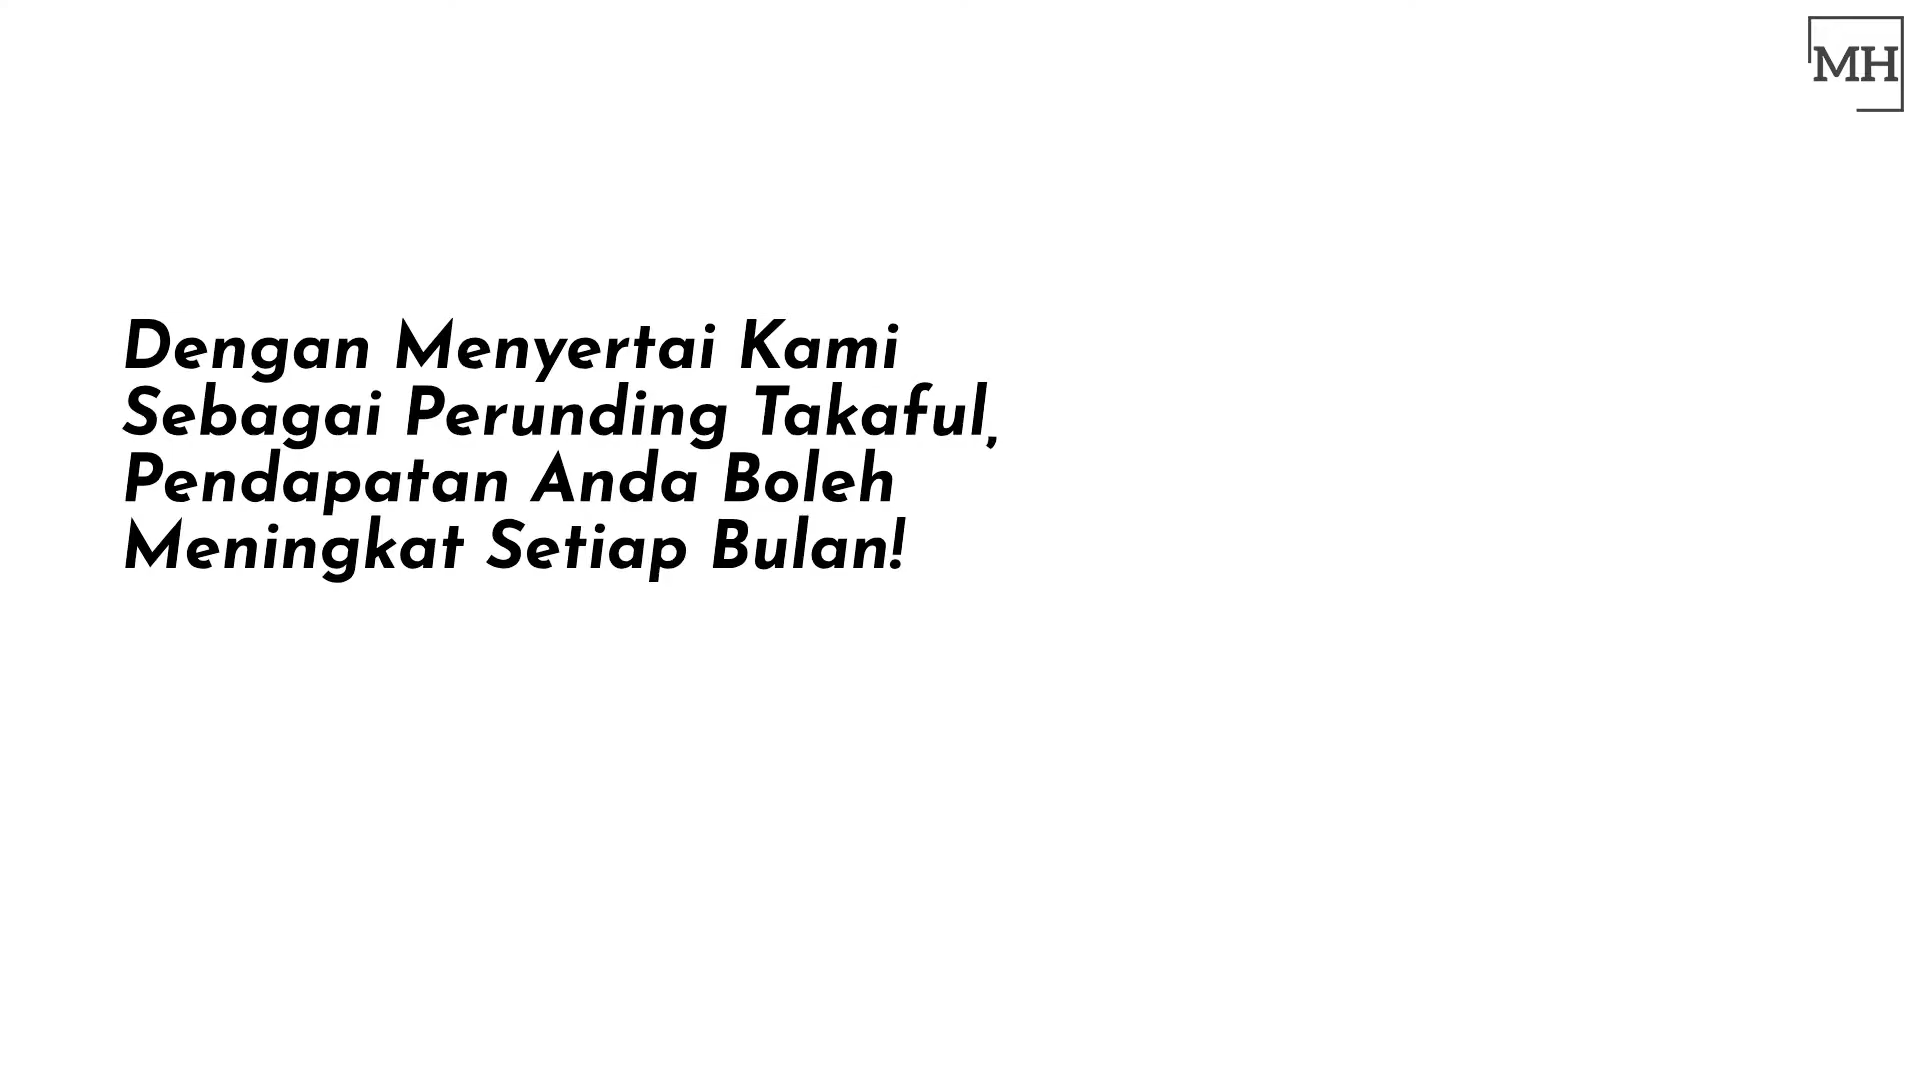 MH
Dengan Menyertai Kami
Sebagai Perunding Takaful,
Pendapatan Anda Boleh
Meningkat Setiap Bulan!